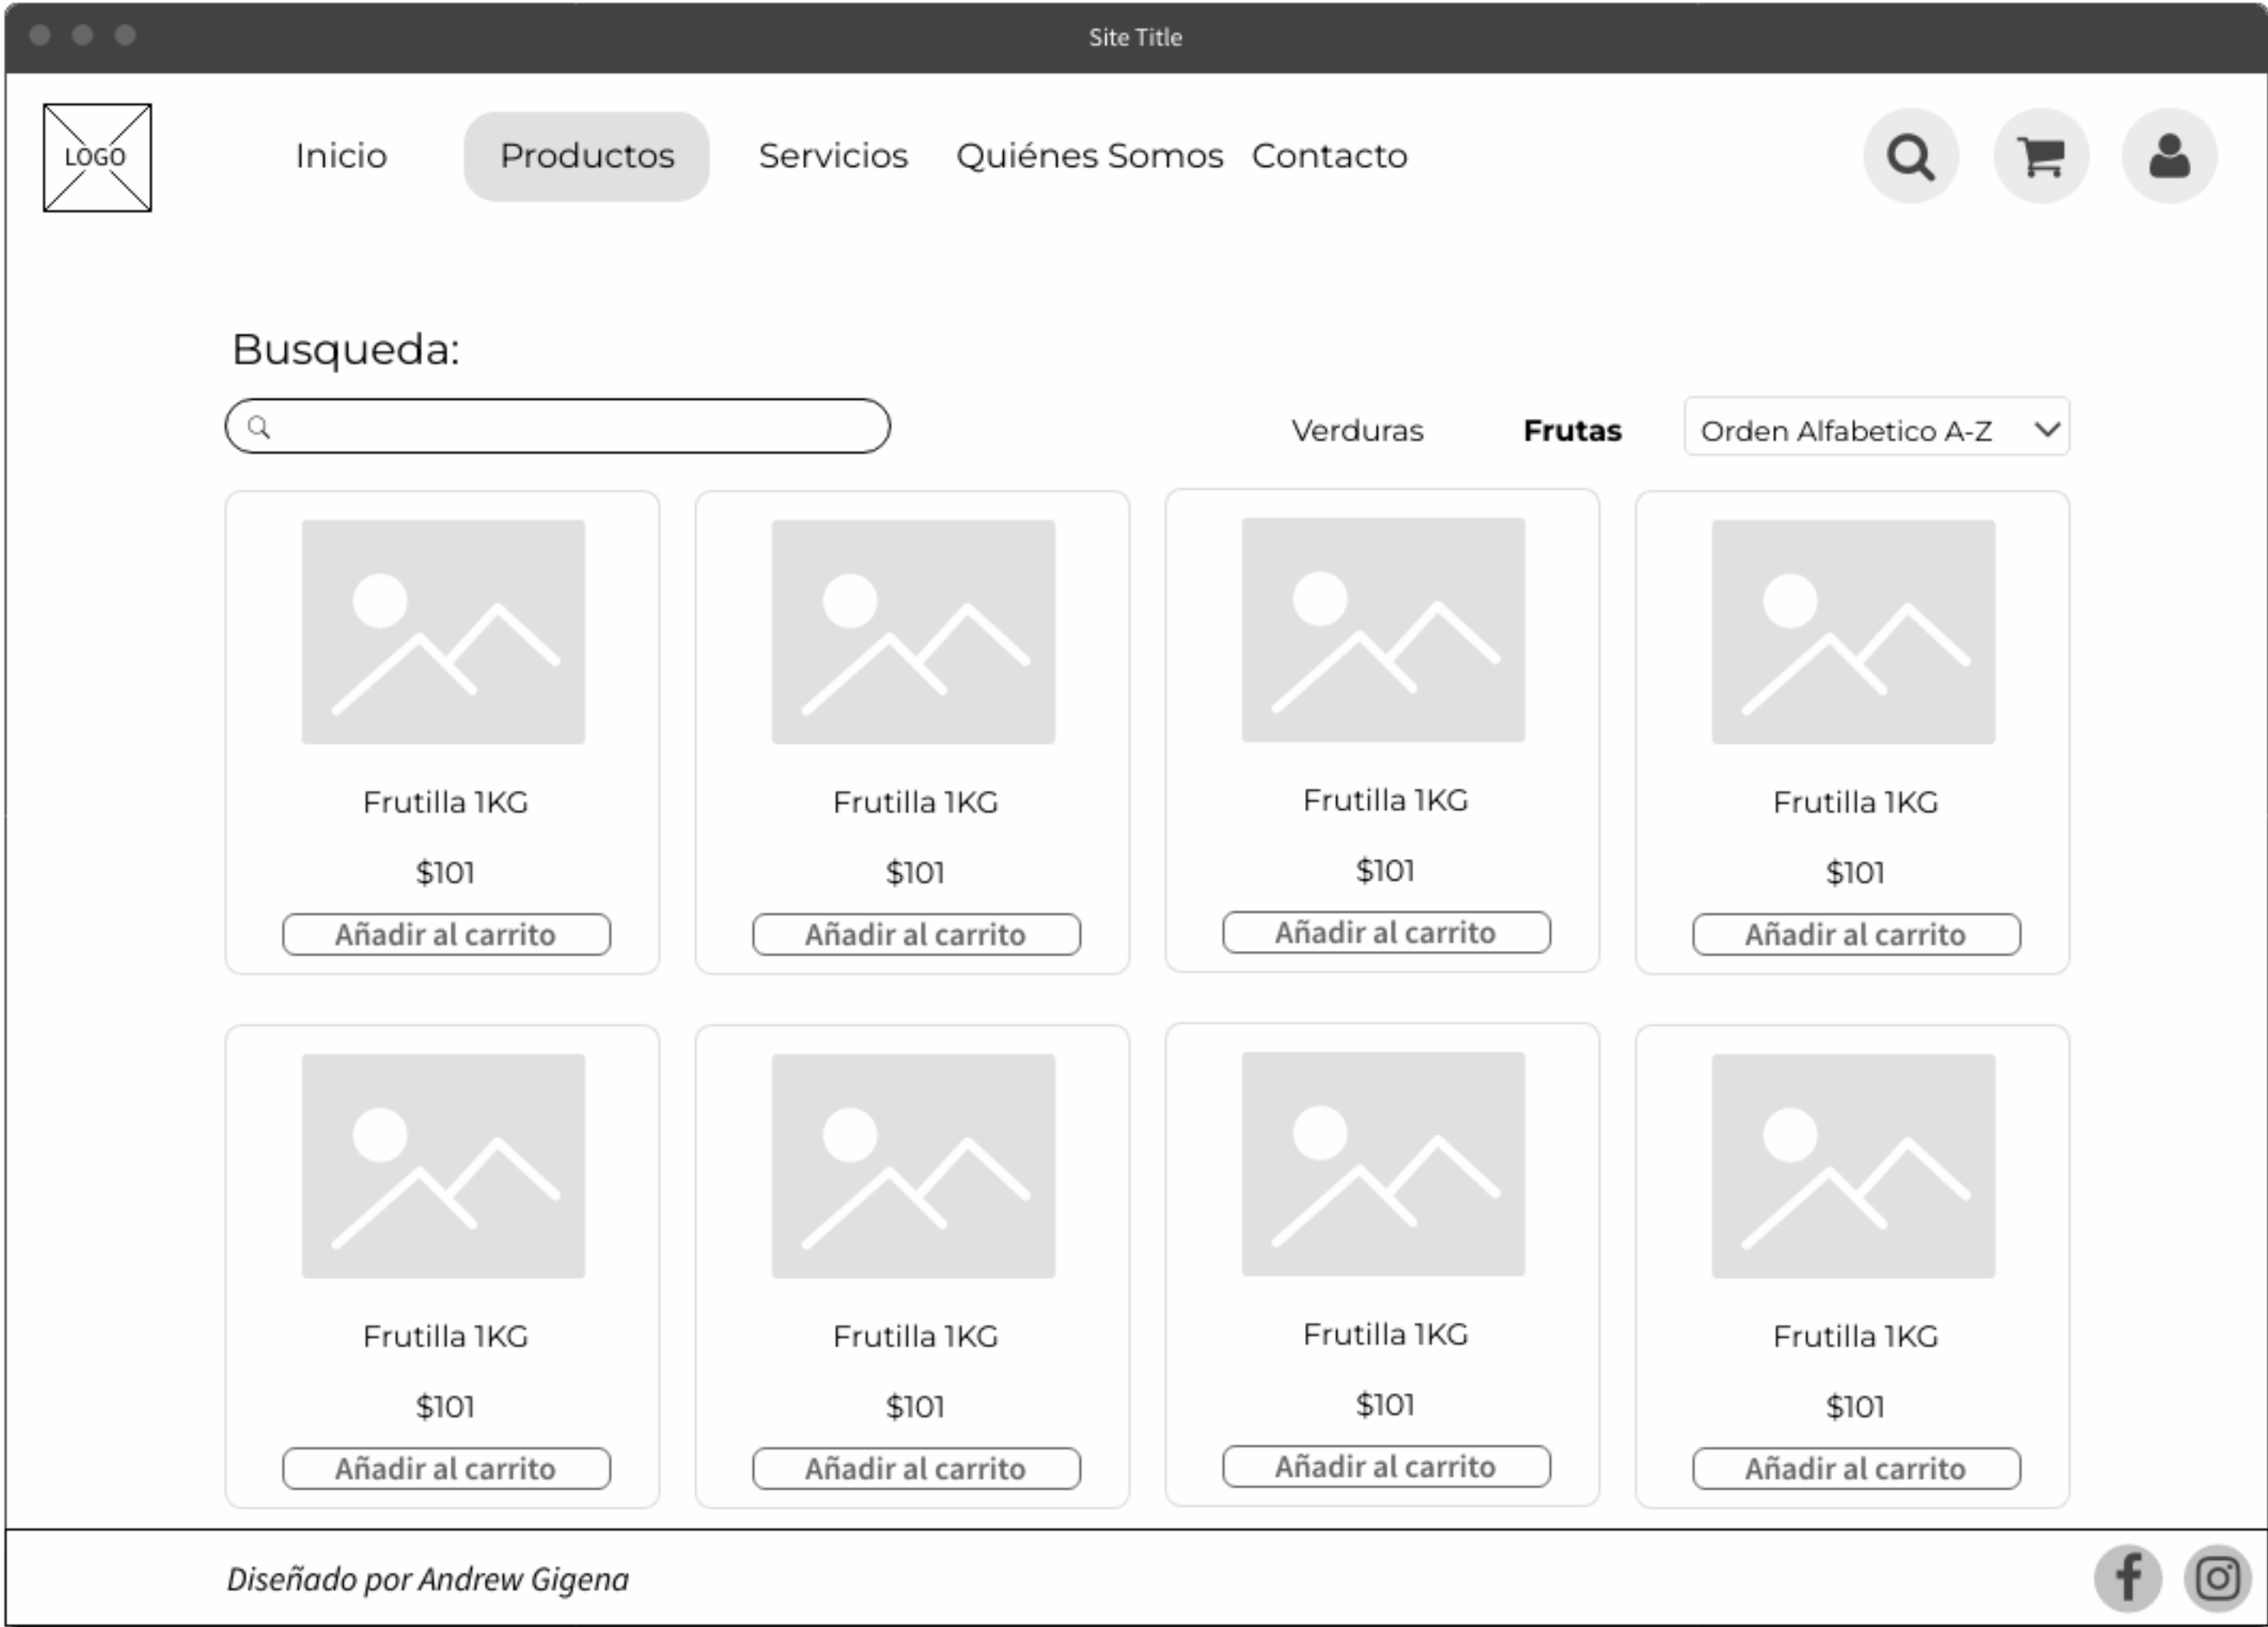 Site Title
LOGO
Inicio Productos Servicios Quiénes Somos Contacto
Busqueda:
Verduras Frutas Orden Alfabetico A-Z
Frutilla 1KG Frutilla 1KG Frutilla 1KG Frutilla 1KG
$101 $101 $101 $101
Añadir al carrito Añadir al carrito Añadir al carrito Añadir al carrito
Frutilla 1KG Frutilla 1KG Frutilla 1KG Frutilla 1KG
$101 $101 $101 $101
Añadir al carrito Añadir al carrito Añadir al carrito Añadir al carrito
Diseñado por Andrew Gigena